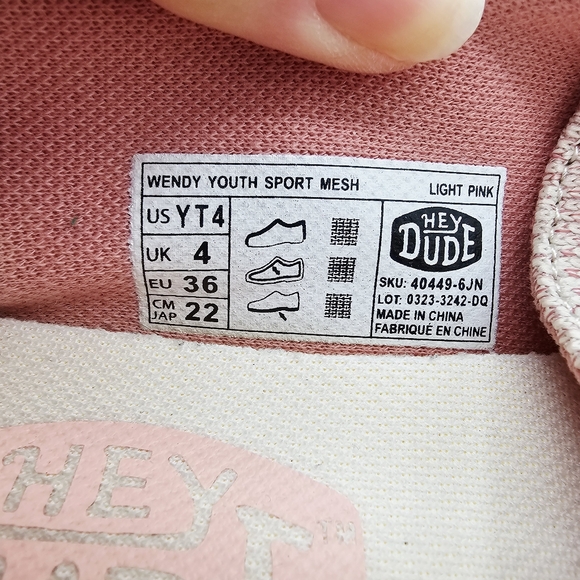 WENDY YOUTH SPORT MESH LIGHT PINK
US YT4
UK 4
EU 36
CM JAP 22
HEY DUDE
SKU: 40449-6JN
LOT: 0323-3242-DQ
MADE IN CHINA
FABRIQUÉ EN CHINE
HEY